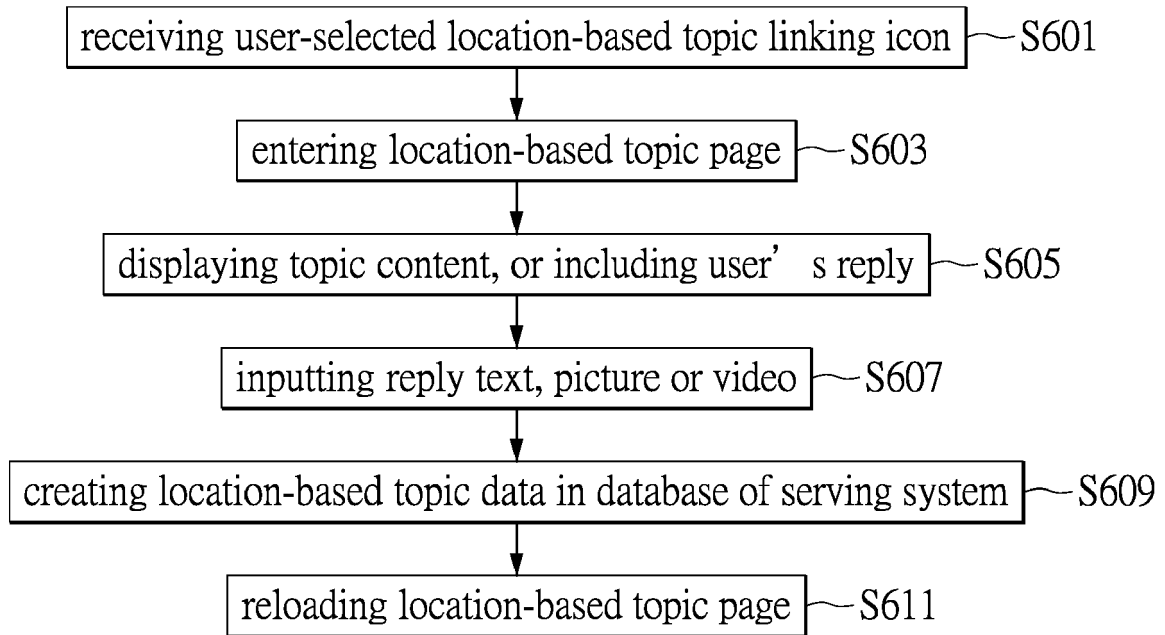 receiving user-selected location-based topic linking icon S601
entering location-based topic page S603
displaying topic content, or including user’ s reply S605
inputting reply text, picture or video S607
creating location-based topic data in database of serving system S609
reloading location-based topic page S611